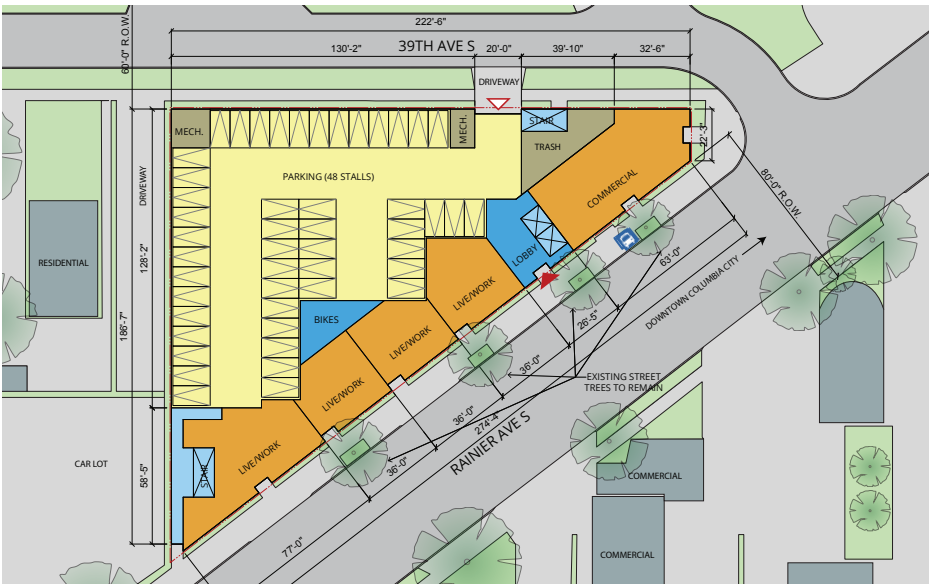 222'-6"
60'-0" R.O.W.
130'-2"
39TH AVE S
20'-0"
39'-10"
32'-6"
DRIVEWAY
MECH.
MECH.
STAIR
TRASH
22'-3"
PARKING (48 STALLS)
COMMERCIAL
80'-0" R.O.W.
DRIVEWAY
128'-2"
RESIDENTIAL
LOBBY
63'-0"
DOWNTOWN COLUMBIA CITY
LIVE/WORK
BIKES
26'-5"
186'-7"
LIVE/WORK
36'-0"
EXISTING STREET
TREES TO REMAIN
LIVE/WORK
36'-0"
274'-4"
RAINIER AVE S
LIVE/WORK
36'-0"
CAR LOT
58'-5"
STAIR
COMMERCIAL
77'-0"
COMMERCIAL